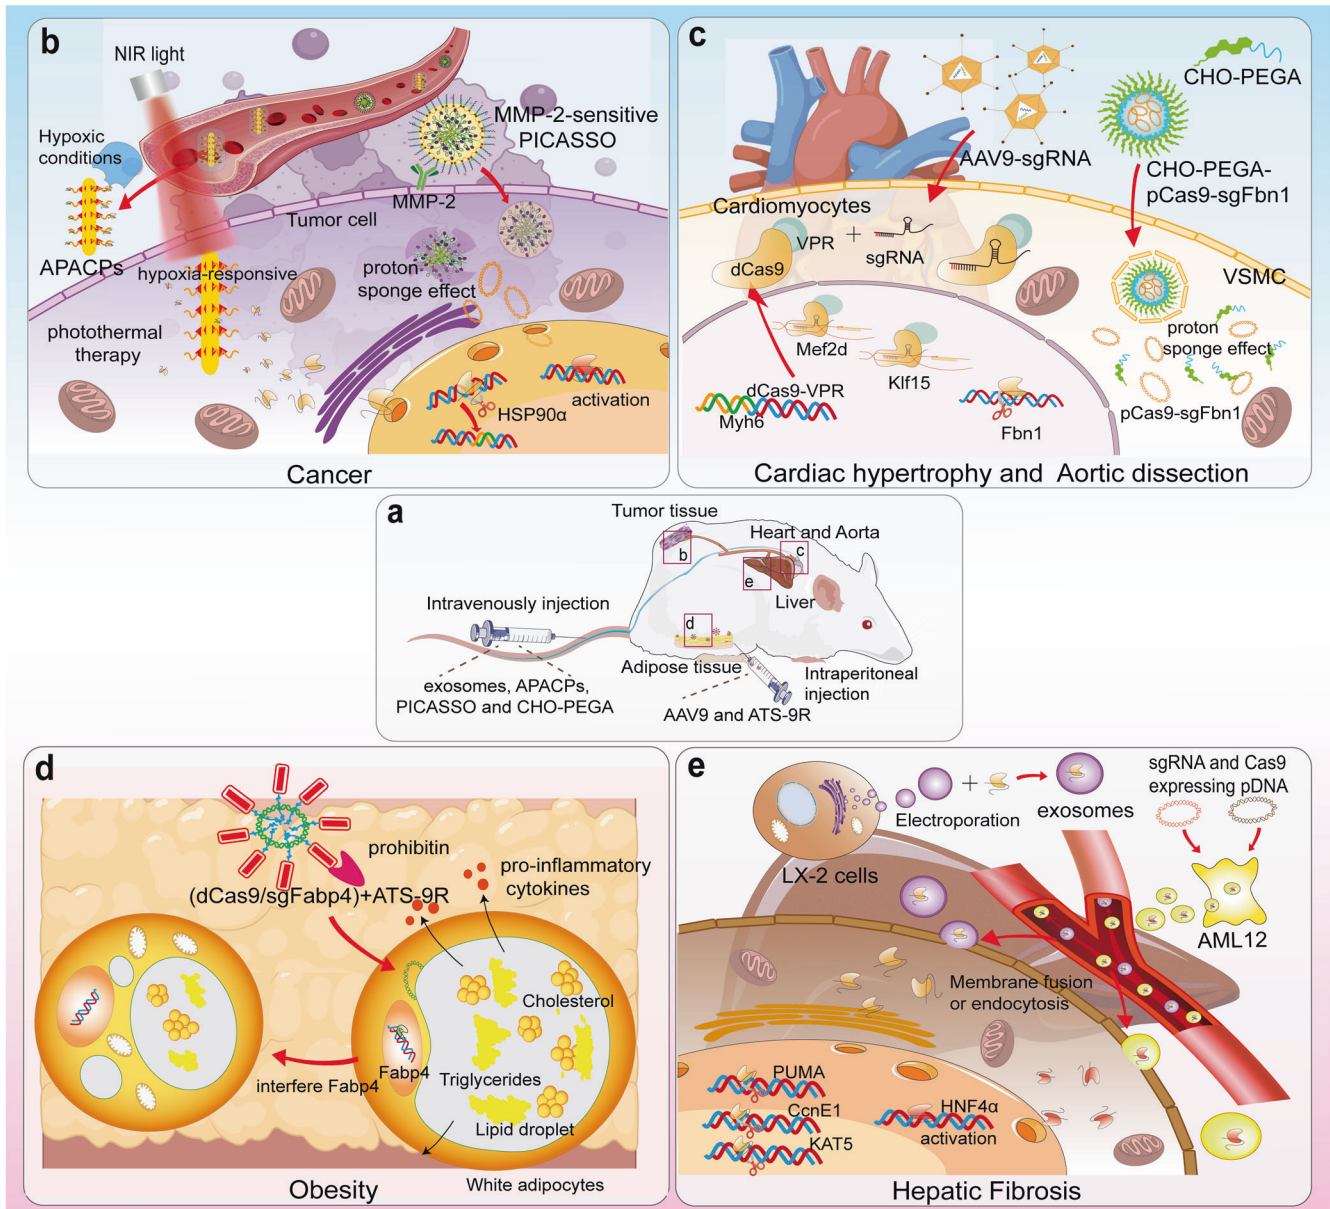 b
NIR light
Hypoxic
conditions
MMP-2-sensitive
PICASSO
MMP-2
Tumor cell
APACPs
hypoxia-responsive
proton
sponge effect
photothermal
therapy
HSP90α
activation
Cancer
c
CHO-PEGA
AAV9-sgRNA
CHO-PEGA-
pCas9-sgFbn1
Cardiomyocytes
VPR
+
sgRNA
dCas9
VSMC
proton
sponge effect
Mef2d
Klf15
dCas9-VPR
Myh6
Fbn1
pCas9-sgFbn1
Cardiac hypertrophy and Aortic dissection
a
Tumor tissue
Heart and Aorta
b
c
e
Liver
Intravenously injection
d
Adipose tissue
Intraperitoneal
injection
exosomes, APACPs,
PICASSO and CHO-PEGA
AAV9 and ATS-9R
d
prohibitin
pro-inflammatory
cytokines
(dCas9/sgFabp4)+ATS-9R
Cholesterol
Fabp4
interfere Fabp4
Triglycerides
Lipid droplet
White adipocytes
Obesity
e
+
exosomes
Electroporation
LX-2 cells
sgRNA and Cas9
expressing pDNA
AML12
Membrane fusion
or endocytosis
PUMA
CcnE1
KAT5
HNF4α
activation
Hepatic Fibrosis